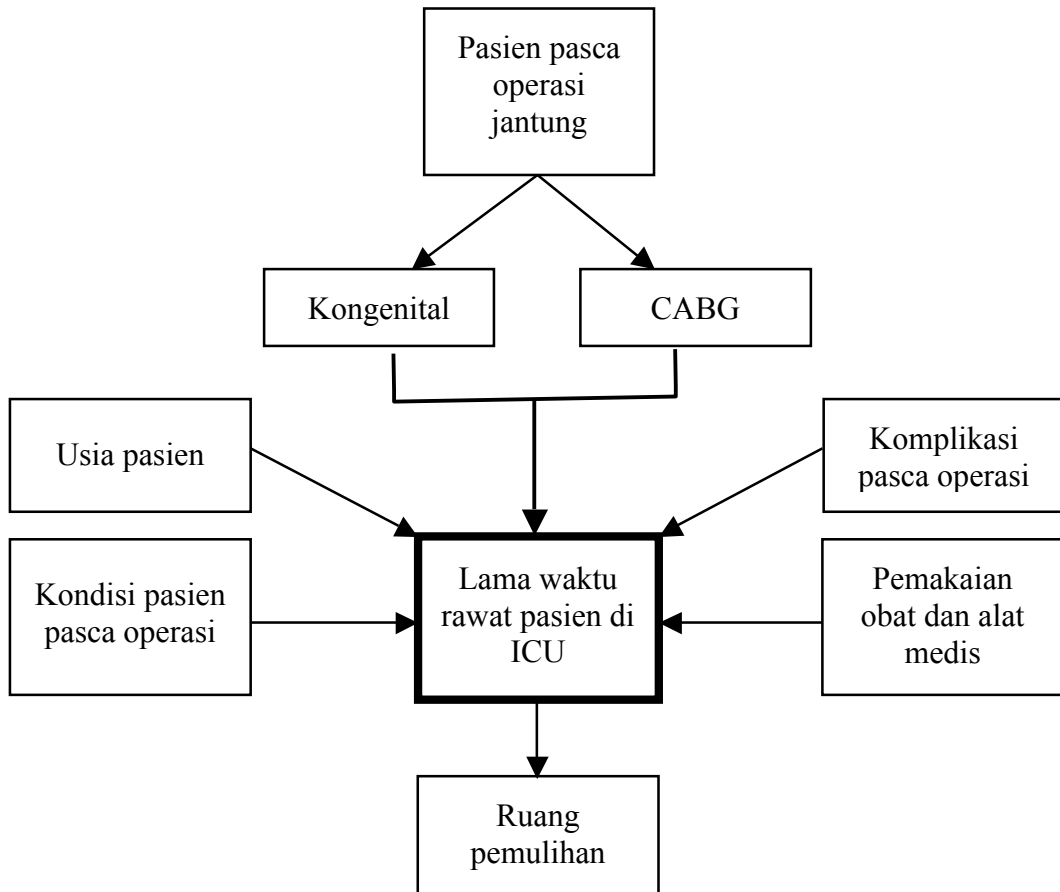 Pasien pasca
operasi
jantung
Kongenital
CABG
Usia pasien
Komplikasi
pasca operasi
Kondisi pasien
pasca operasi
Lama waktu
rawat pasien di
ICU
Pemakaian
obat dan alat
medis
Ruang
pemulihan